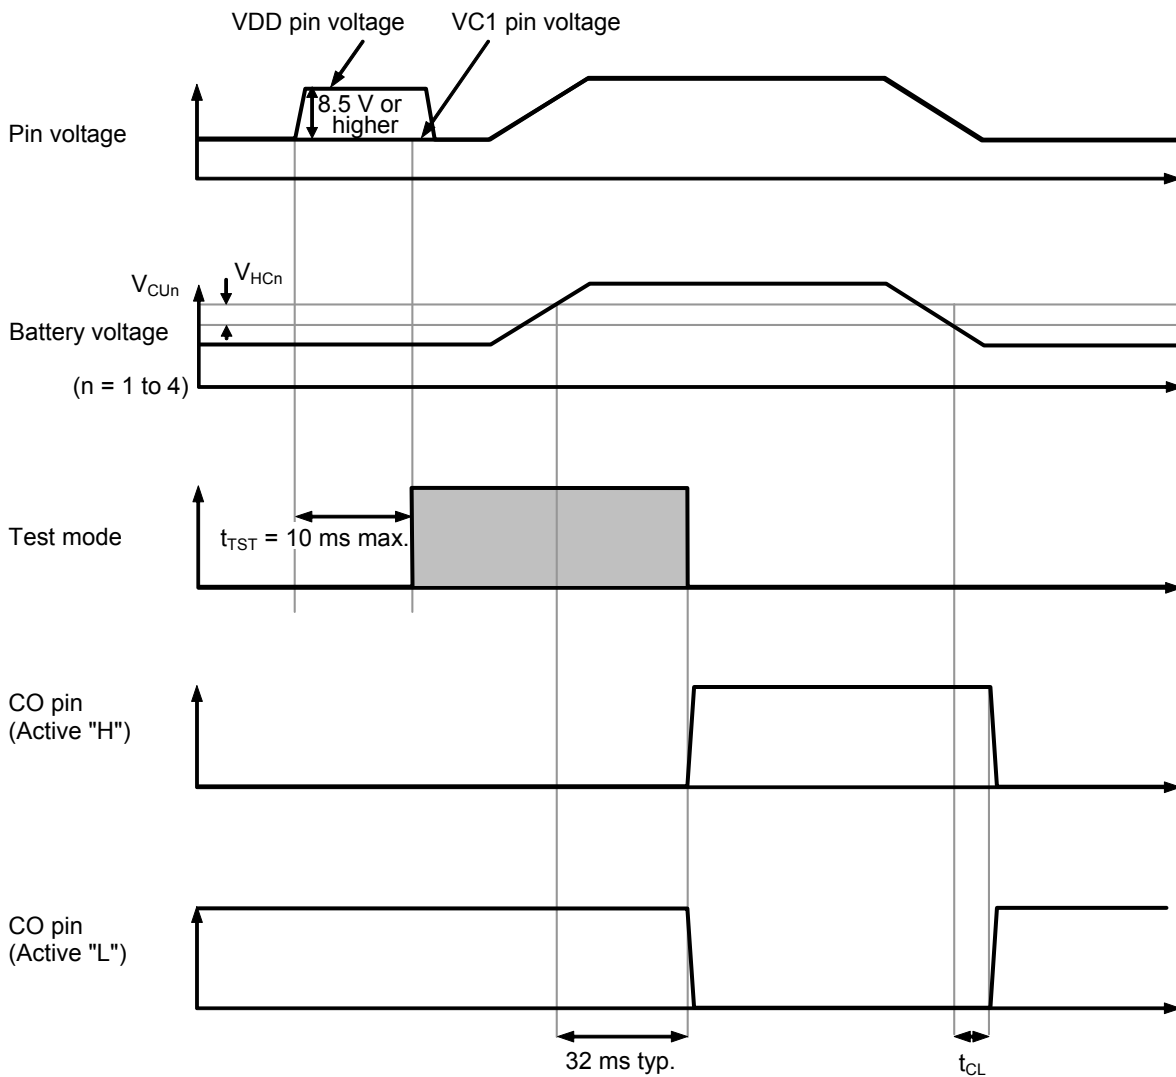 VDD pin voltage
VC1 pin voltage
8.5 V or
higher
Pin voltage
VCUn
VHCn
Battery voltage
(n = 1 to 4)
Test mode
tTST = 10 ms max.
CO pin
(Active "H")
CO pin
(Active "L")
32 ms typ.
tCL